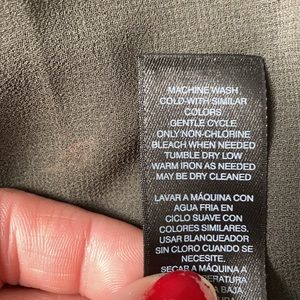 MACHINE WASH
COLD-WITH SIMILAR
COLORS
GENTLE CYCLE
ONLY NON-CHLORINE
BLEACH WHEN NEEDED
TUMBLE DRY LOW
WARM IRON AS NEEDED
MAY BE DRY CLEANED
LAVAR A MÁQUINA CON
AGUA FRIA EN
CICLO SUAVE CON
COLORES SIMILARES.
USAR BLANQUEADOR
SIN CLORO CUANDO SE
NECESITE.
SECAR A MÁQUINA A
BAJA,